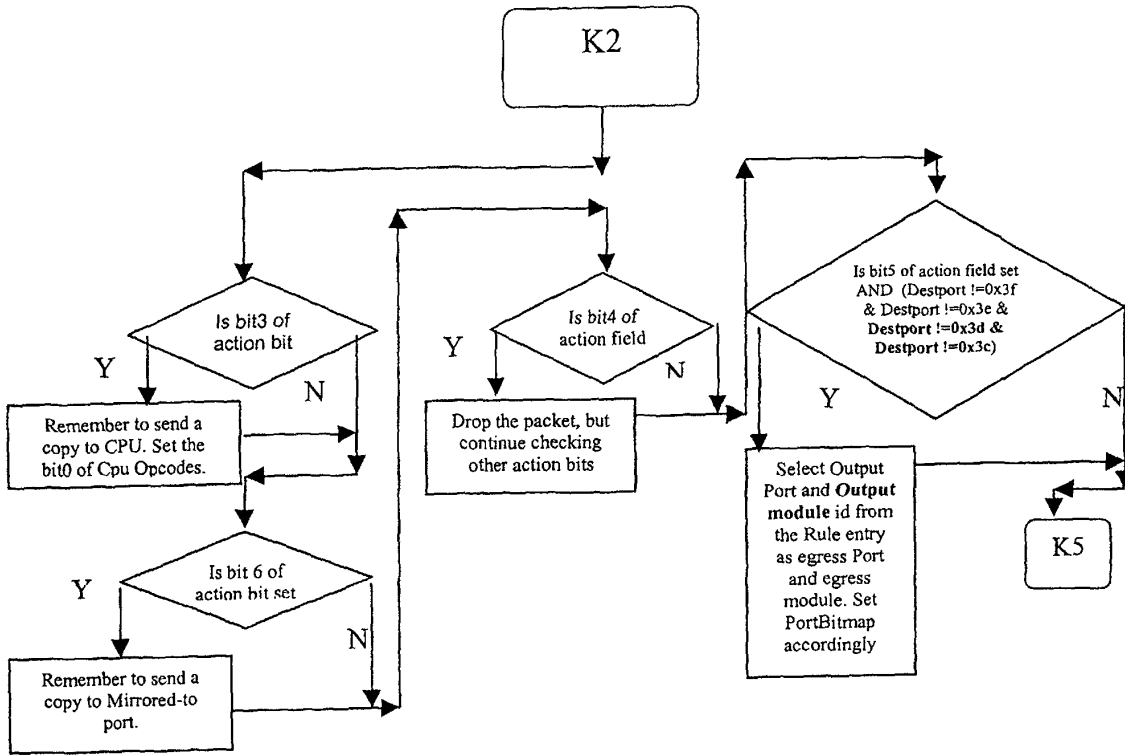 K2
Is bit3 of
action bit
Y
N
Remember to send a
copy to CPU. Set the
bit0 of Cpu Opcodes.
Is bit 6 of
action bit set
Y
N
Remember to send a
copy to Mirrored-to
port.
Is bit4 of
action field
Y
N
Drop the packet, but
continue checking
other action bits
Is bit5 of action field set
AND (Destport !=0x3f
& Destport !=0x3e &
Destport !=0x3d &
Destport !=0x3c)
Y
N
Select Output
Port and Output
module id from
the Rule entry
as egress Port
and egress
module. Set
PortBitmap
accordingly
K5